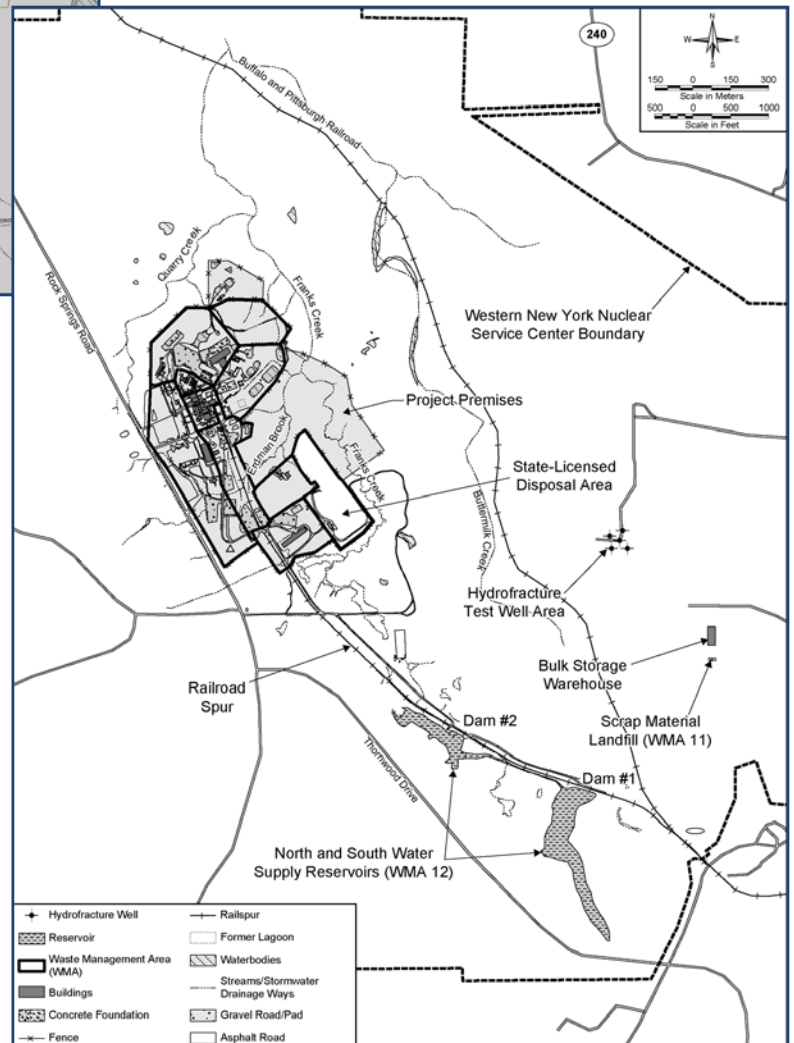 240
N
W E
S
150 0 150 300
Scale in Meters
500 0 500 1000
Scale in Feet
Buffalo and Pittsburgh Railroad
Quarry Creek
Rock Springs Road
Franks Creek
Western New York Nuclear
Service Center Boundary
Project Premises
Erdman Brook
Franks Creek
State-Licensed
Disposal Area
Buttermilk Creek
Hydrofracture
Test Well Area
Bulk Storage
Warehouse
Railroad
Spur
Scrap Material
Landfill (WMA 11)
Dam #2
Thornwood Drive
Dam #1
North and South Water
Supply Reservoirs (WMA 12)
Hydrofracture Well
Reservoir
Waste Management Area
(WMA)
Buildings
Concrete Foundation
Fence
Railspur
Former Lagoon
Waterbodies
Streams/Stormwater
Drainage Ways
Gravel Road/Pad
Asphalt Road